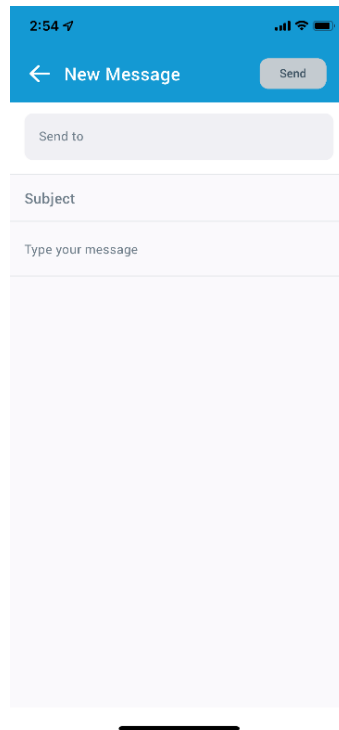 2:54
New Message
Send
Send to
Subject
Type your message